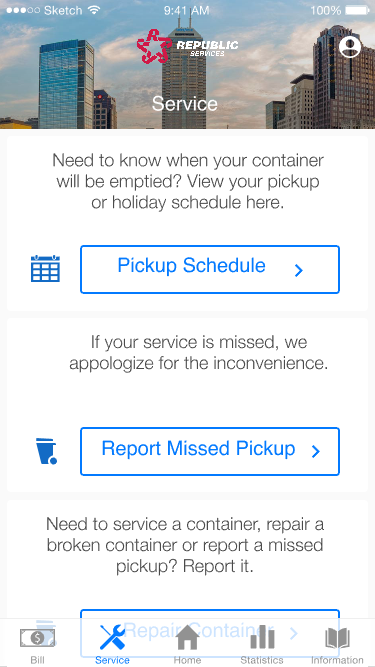 Sketch 9:41 AM 100%
REPUBLIC
SERVICES
Service
Need to know when your container
will be emptied? View your pickup
or holiday schedule here.
Pickup Schedule
If your service is missed, we
appologize for the inconvenience.
Report Missed Pickup
Need to service a container, repair a
broken container or report a missed
pickup? Report it.
Repair Container
Bill Service Home Statistics Information